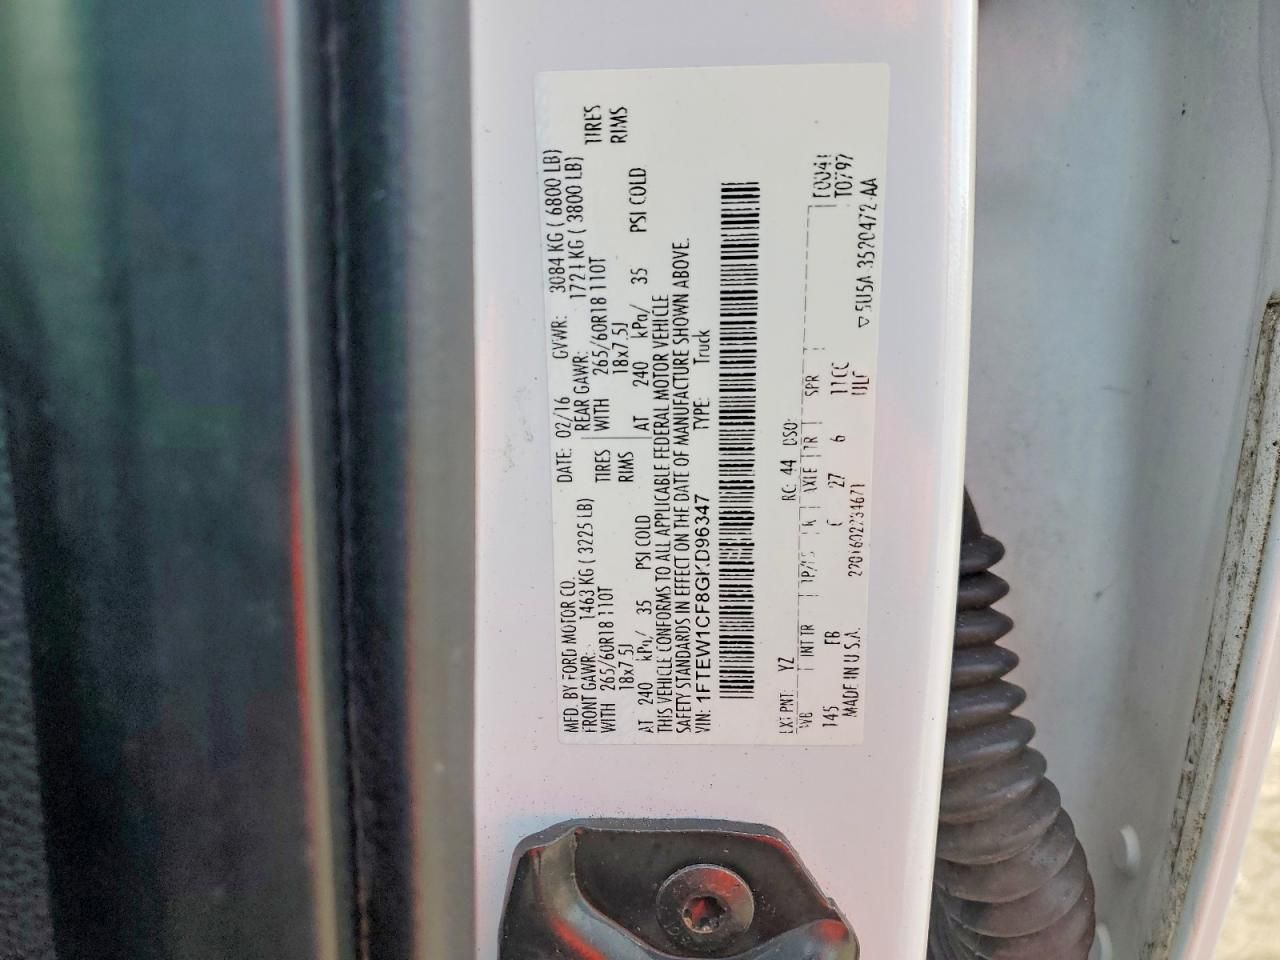 MFD. BY FORD MOTOR CO.
DATE: 02/16 GVWR: 3084 KG ( 6800 LB)
FRONT GAWR: 1463 KG ( 3225 LB) REAR GAWR: 1721 KG ( 3800 LB)
WITH 265/60R18 110T TIRES WITH 265/60R18 110T TIRES
18x7.5J RIMS 18x7.5J RIMS
AT 240 kPa/ 35 PSI COLD AT 240 kPa/ 35 PSI COLD
THIS VEHICLE CONFORMS TO ALL APPLICABLE FEDERAL MOTOR VEHICLE
SAFETY STANDARDS IN EFFECT ON THE DATE OF MANUFACTURE SHOWN ABOVE.
VIN: 1FTEW1CF8GKD96347 TYPE: Truck
EXT PNT: YZ RC: 44 DSO:
WB INT TR AXLE TR SPR
145 FB 27 6
MADE IN U.S.A.
T0797
▽5U5A-3520472-AA